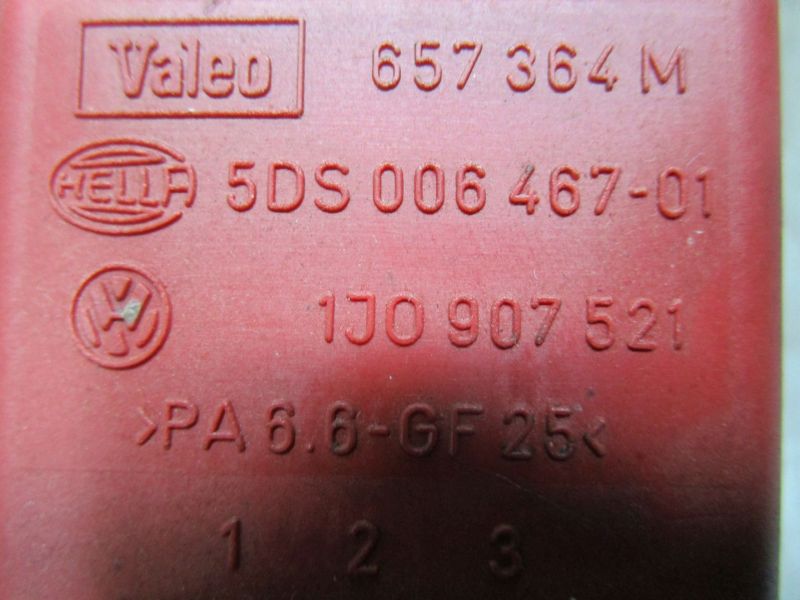 Valeo 657 364 M
HELLA 5DS 006 467-01
VW 1J0 907 521
>PA 6.6-GF 25<
1 2 3